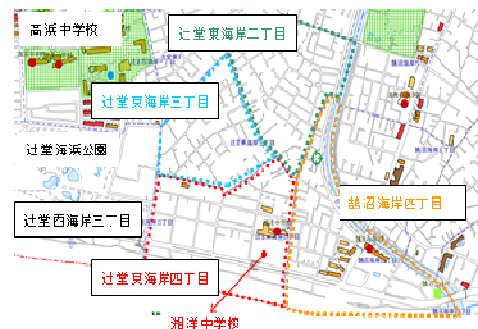 高浜中学校
辻堂東海岸二丁目
辻堂東海岸三丁目
辻堂海浜公園
辻堂西海岸三丁目
鵠沼海岸四丁目
辻堂東海岸四丁目
湘洋中学校